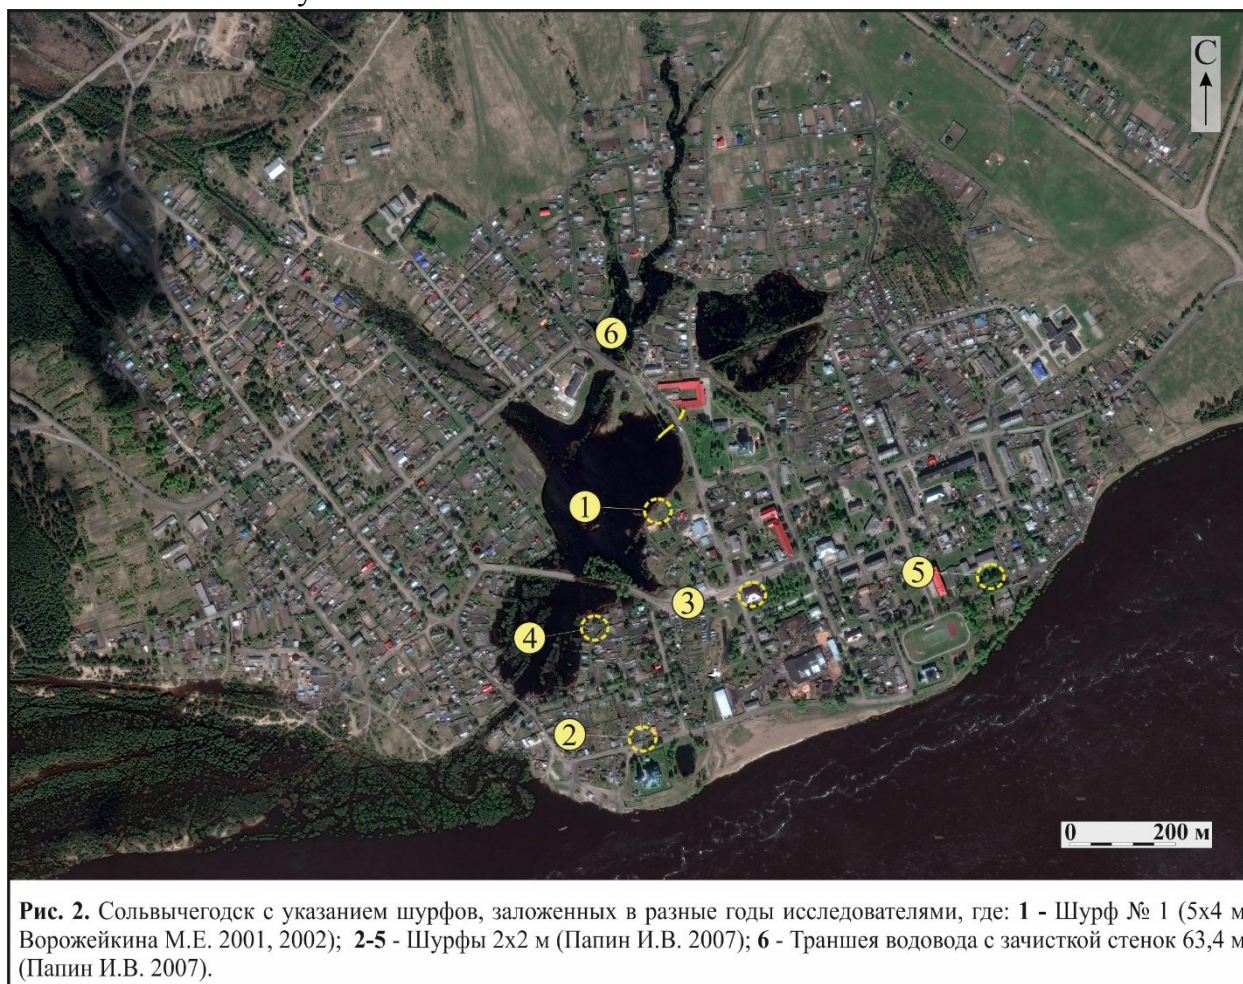 С
6
1
5
3
4
2
0 200 м
Рис. 2. Сольвычегодск с указанием шурфов, заложенных в разные годы исследователями, где: 1 - Шурф № 1 (5х4 м
Ворожейкина М.Е. 2001, 2002); 2-5 - Шурфы 2х2 м (Папин И.В. 2007); 6 - Траншея водовода с зачисткой стенок 63,4 м
(Папин И.В. 2007).